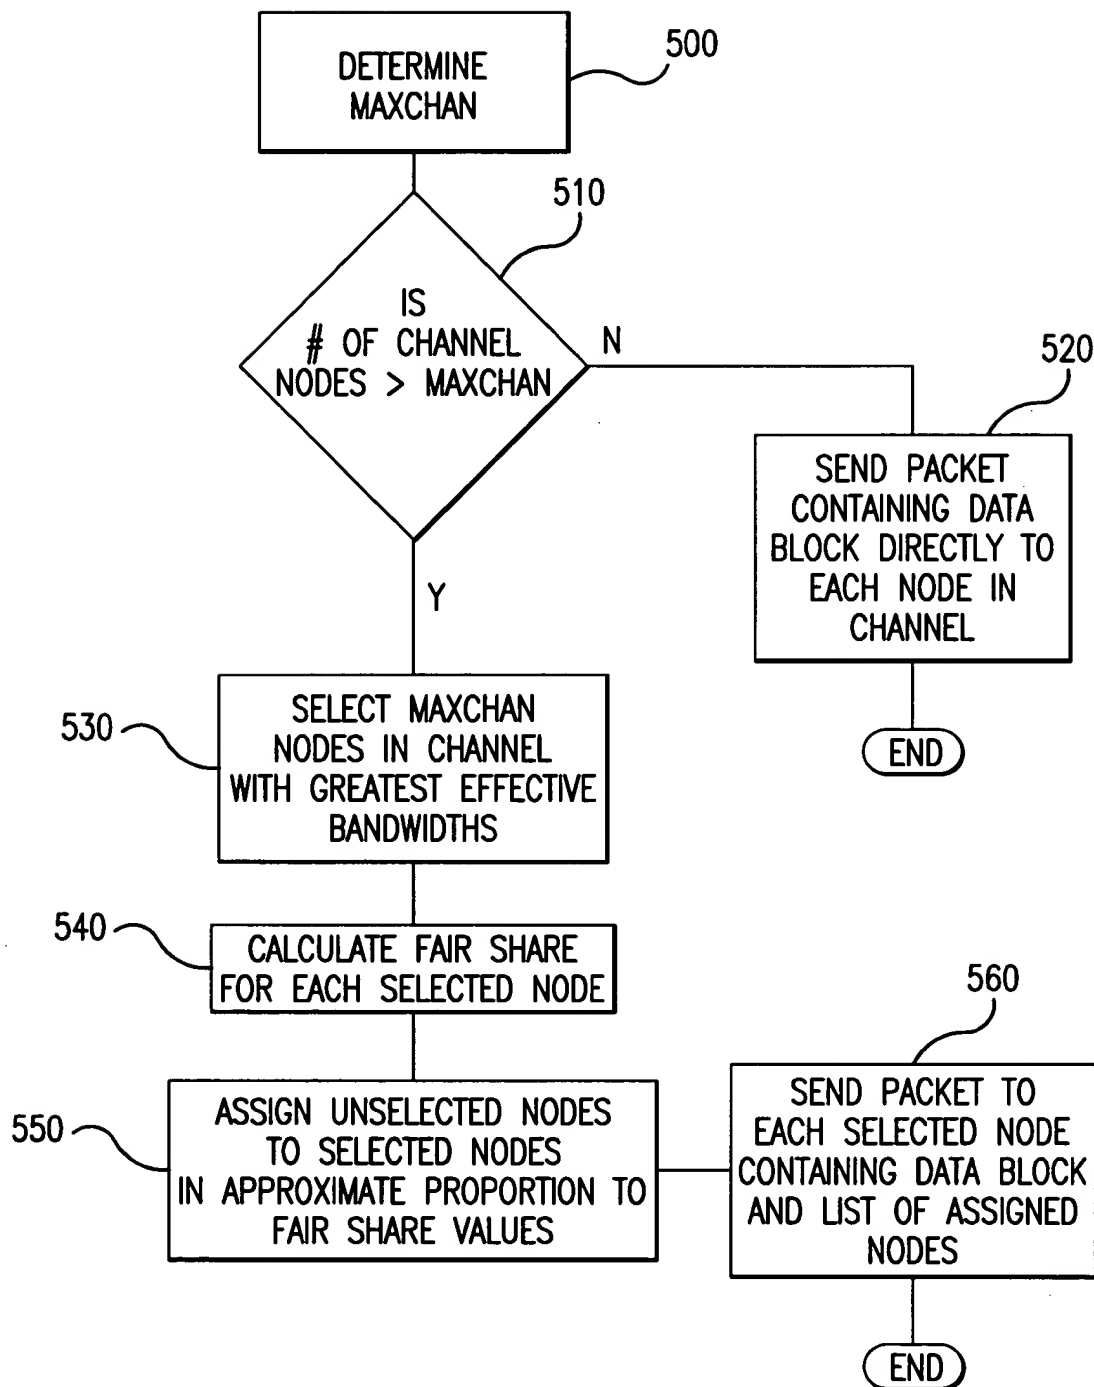 DETERMINE
MAXCHAN
500
510
IS
# OF CHANNEL
NODES > MAXCHAN
N
520
SEND PACKET
CONTAINING DATA
BLOCK DIRECTLY TO
EACH NODE IN
CHANNEL
END
Y
530
SELECT MAXCHAN
NODES IN CHANNEL
WITH GREATEST EFFECTIVE
BANDWIDTHS
540
CALCULATE FAIR SHARE
FOR EACH SELECTED NODE
550
ASSIGN UNSELECTED NODES
TO SELECTED NODES
IN APPROXIMATE PROPORTION TO
FAIR SHARE VALUES
560
SEND PACKET TO
EACH SELECTED NODE
CONTAINING DATA BLOCK
AND LIST OF ASSIGNED
NODES
END